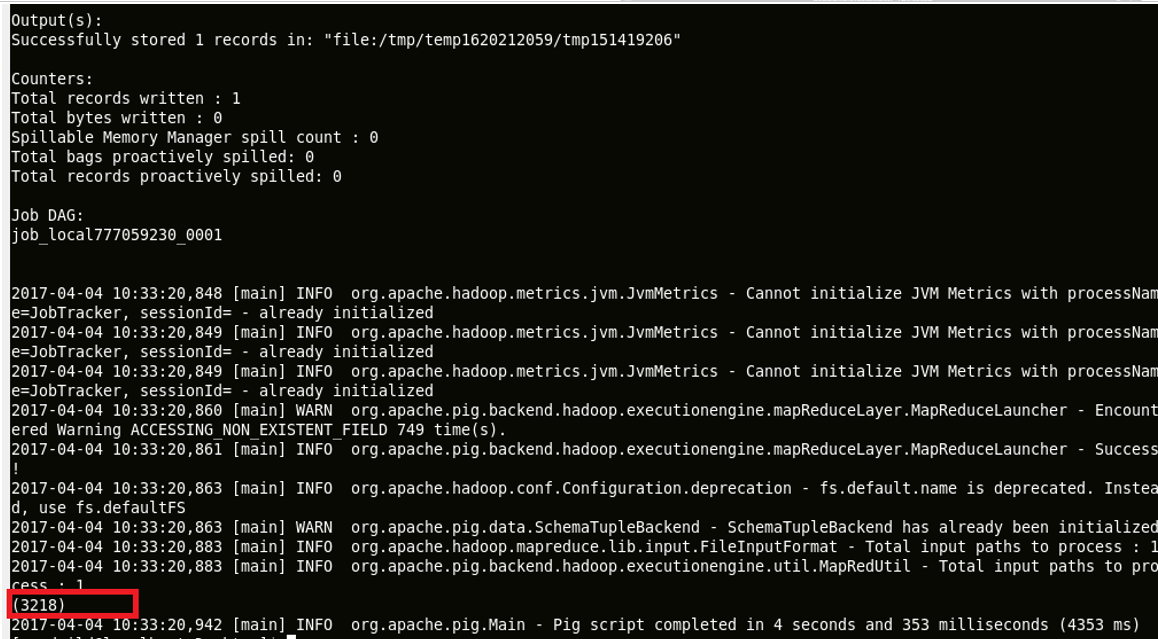 Output(s):
Successfully stored 1 records in: "file:/tmp/temp1620212059/tmp151419206"
Counters:
Total records written : 1
Total bytes written : 0
Spillable Memory Manager spill count : 0
Total bags proactively spilled: 0
Total records proactively spilled: 0
Job DAG:
job_local777059230_0001
2017-04-04 10:33:20,848 [main] INFO  org.apache.hadoop.metrics.jvm.JvmMetrics - Cannot initialize JVM Metrics with processNam
e=JobTracker, sessionId= - already initialized
2017-04-04 10:33:20,849 [main] INFO  org.apache.hadoop.metrics.jvm.JvmMetrics - Cannot initialize JVM Metrics with processNam
e=JobTracker, sessionId= - already initialized
2017-04-04 10:33:20,849 [main] INFO  org.apache.hadoop.metrics.jvm.JvmMetrics - Cannot initialize JVM Metrics with processNam
e=JobTracker, sessionId= - already initialized
2017-04-04 10:33:20,860 [main] WARN  org.apache.pig.backend.hadoop.executionengine.mapReduceLayer.MapReduceLauncher - Encount
ered Warning ACCESSING_NON_EXISTENT_FIELD 749 time(s).
2017-04-04 10:33:20,861 [main] INFO  org.apache.pig.backend.hadoop.executionengine.mapReduceLayer.MapReduceLauncher - Success
!
2017-04-04 10:33:20,863 [main] INFO  org.apache.hadoop.conf.Configuration.deprecation - fs.default.name is deprecated. Instea
d, use fs.defaultFS
2017-04-04 10:33:20,863 [main] WARN  org.apache.pig.data.SchemaTupleBackend - SchemaTupleBackend has already been initialized
2017-04-04 10:33:20,883 [main] INFO  org.apache.hadoop.mapreduce.lib.input.FileInputFormat - Total input paths to process : 1
2017-04-04 10:33:20,883 [main] INFO  org.apache.pig.backend.hadoop.executionengine.util.MapRedUtil - Total input paths to pro
cess : 1
(3218)
2017-04-04 10:33:20,942 [main] INFO  org.apache.pig.Main - Pig script completed in 4 seconds and 353 milliseconds (4353 ms)